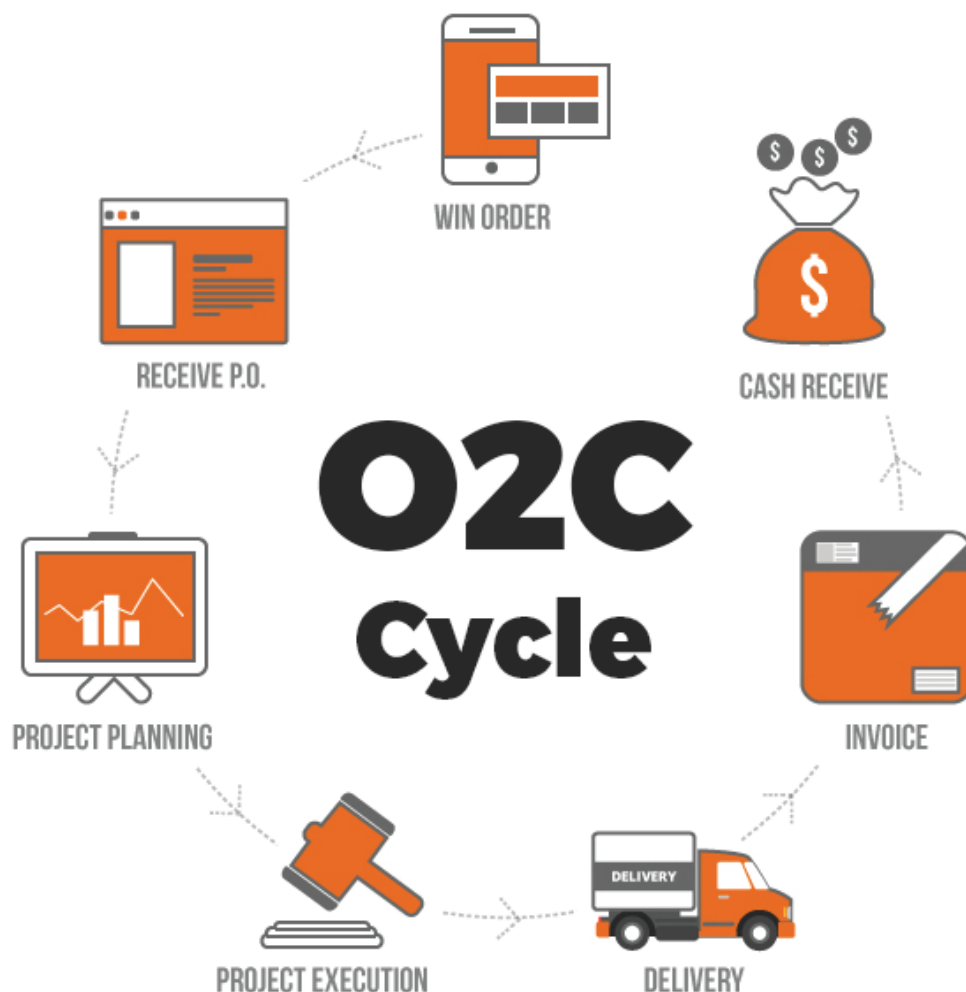 WIN ORDER
RECEIVE P.O.
PROJECT PLANNING
PROJECT EXECUTION
DELIVERY
DELIVERY
INVOICE
$ $ $
$
CASH RECEIVE
O2C
Cycle